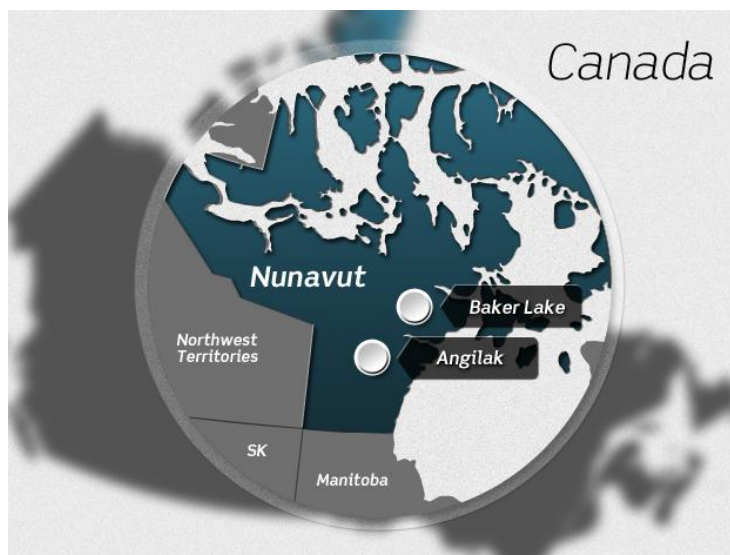 Canada
Nunavut
Baker Lake
Northwest
Territories
Angilak
SK
Manitoba